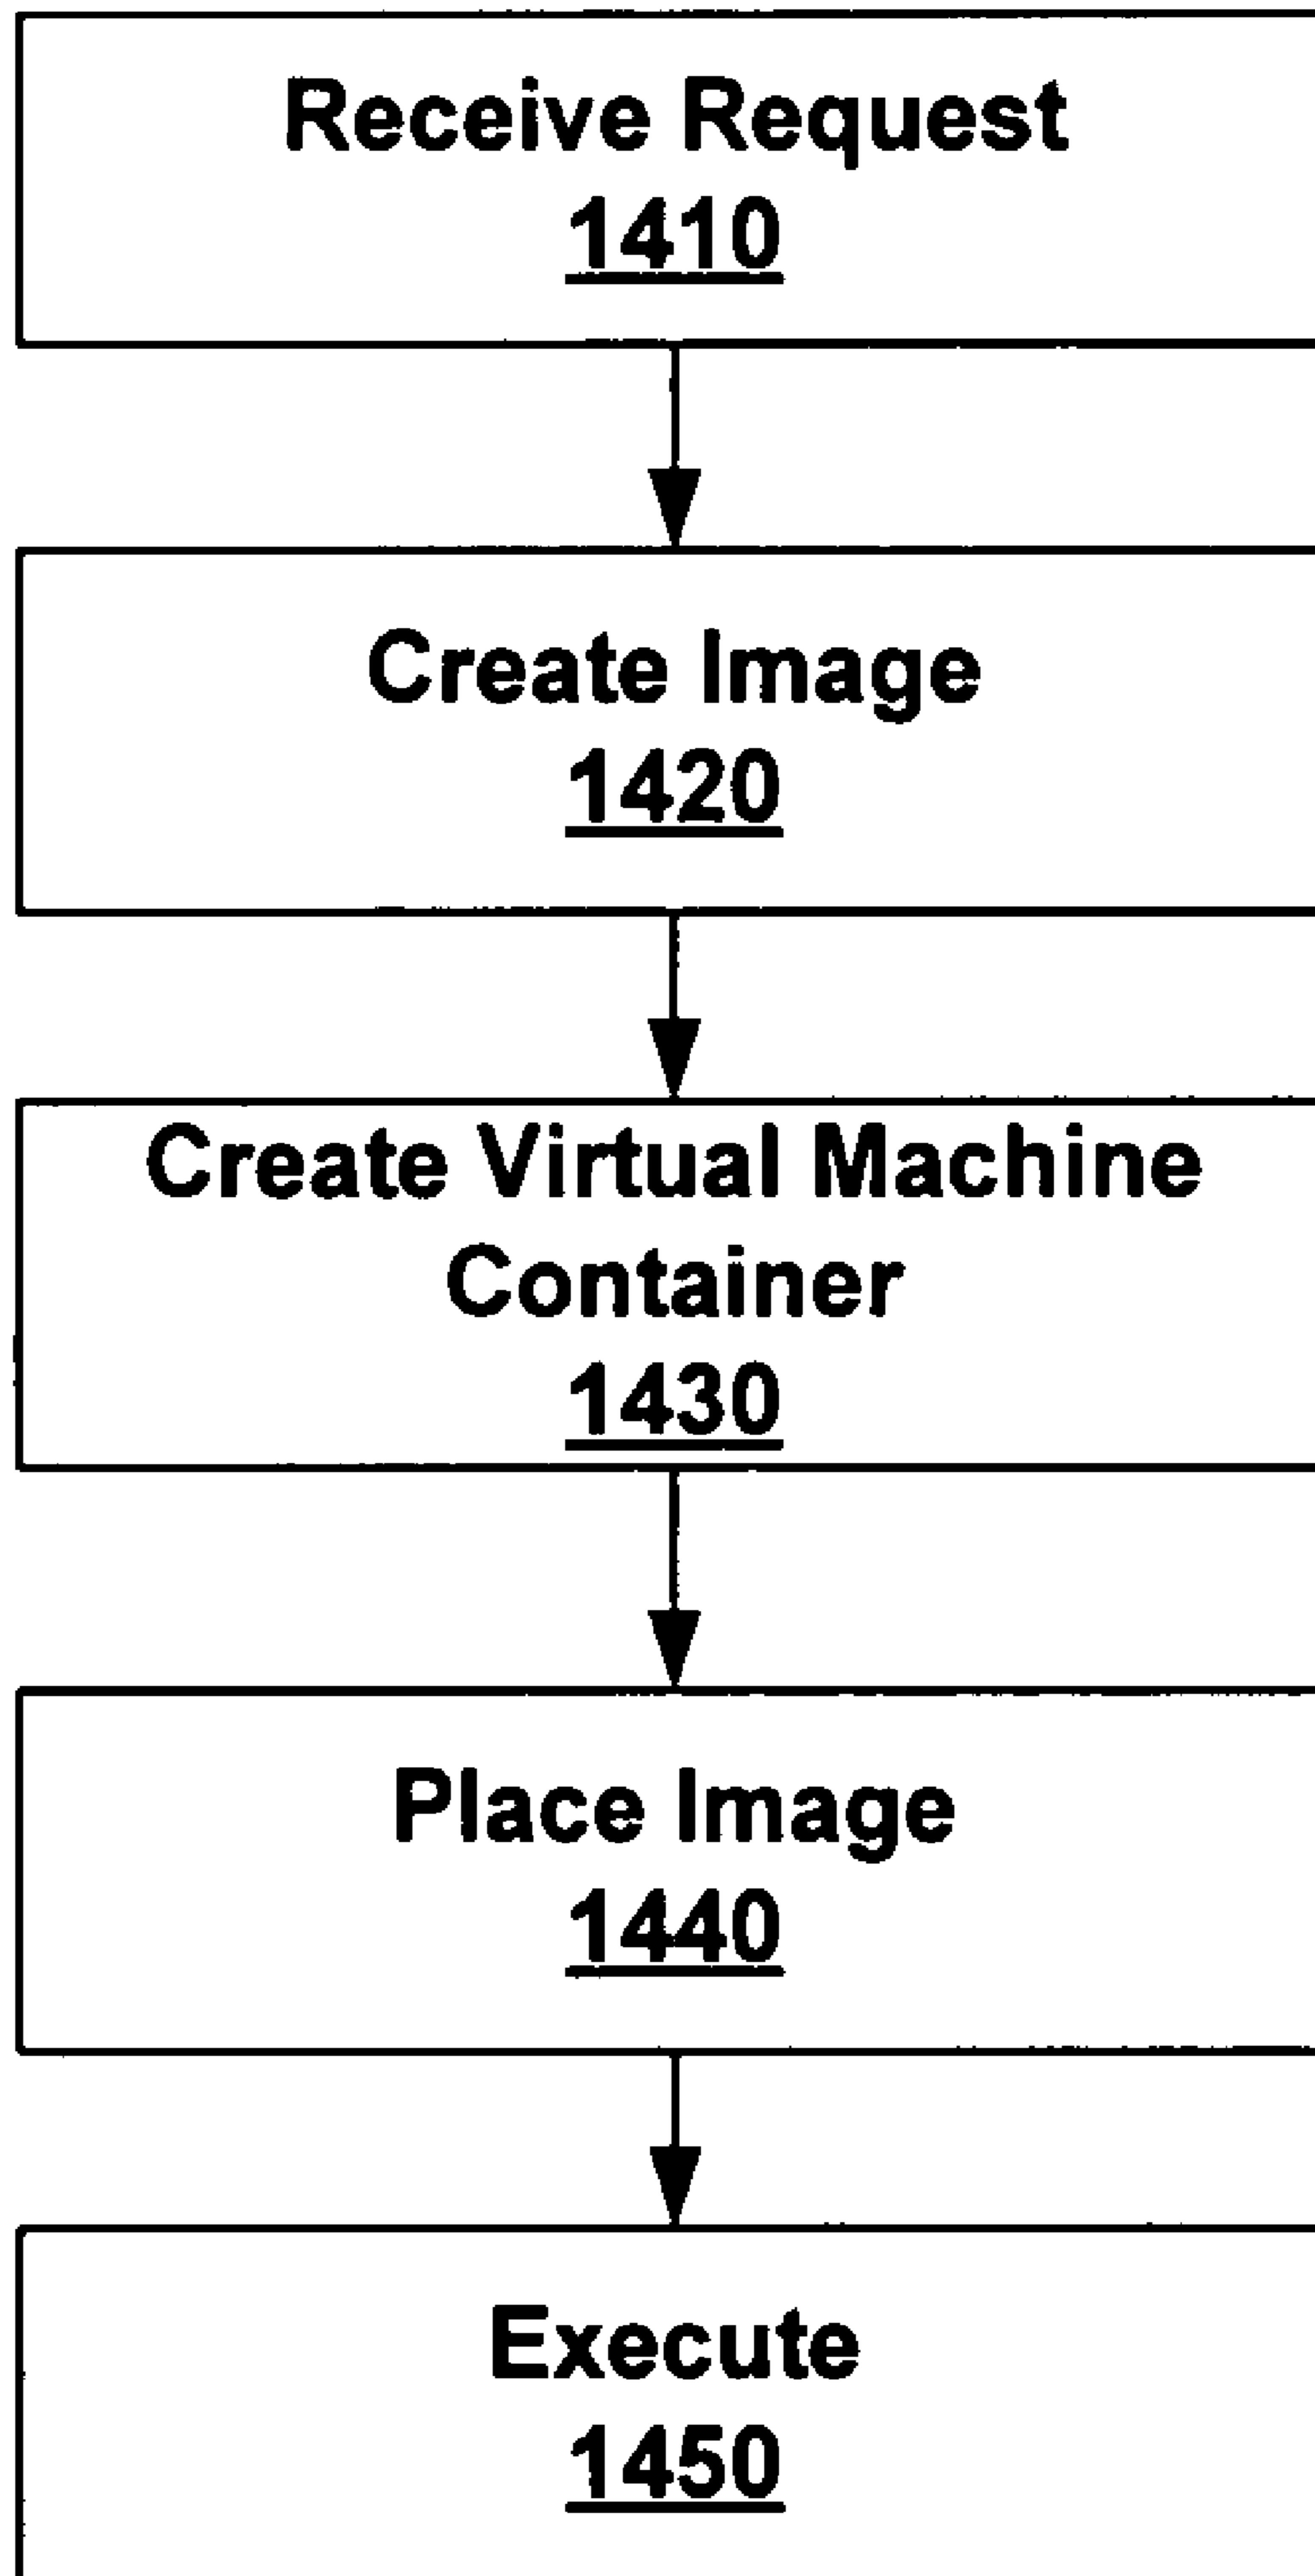 Receive Request
1410
Create Image
1420
Create Virtual Machine
Container
1430
Place Image
1440
Execute
1450